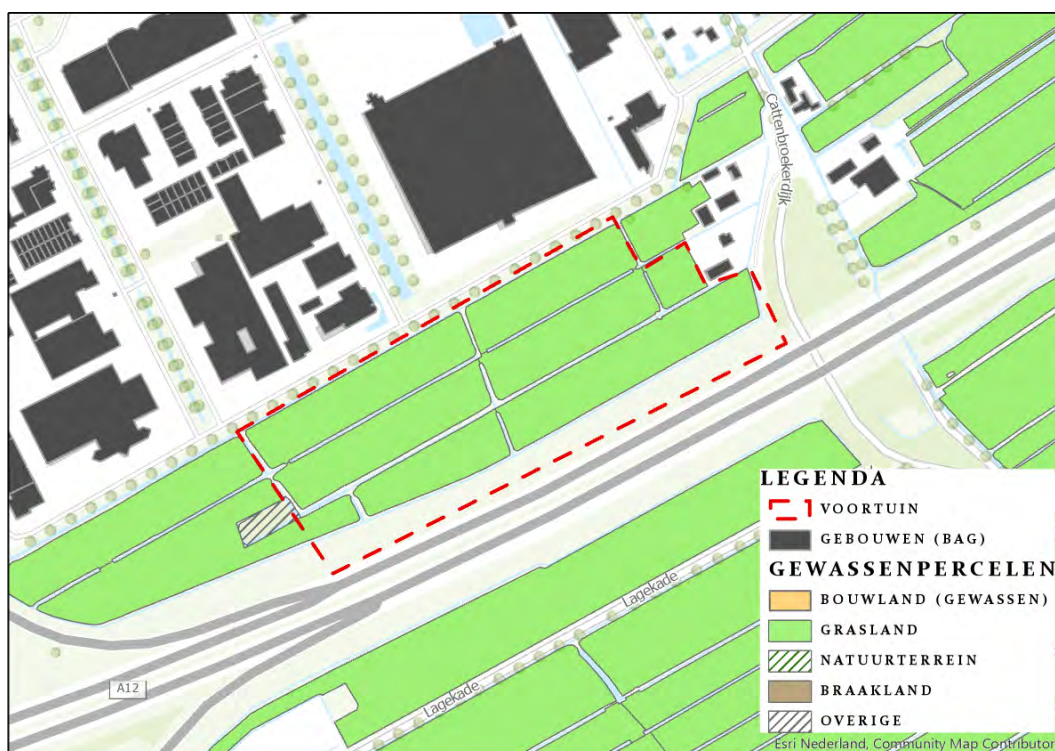 Cattenbroekerdijk
Lagekade
Lagekade
A12
LEGENDA
VOORTUIN
GEBOUWEN (BAG)
GEWASSENPERCELEN
BOUWLAND (GEWASSEN)
GRASLAND
NATUURTERREIN
BRAAKLAND
OVERIGE
Esri Nederland, Community Map Contributor